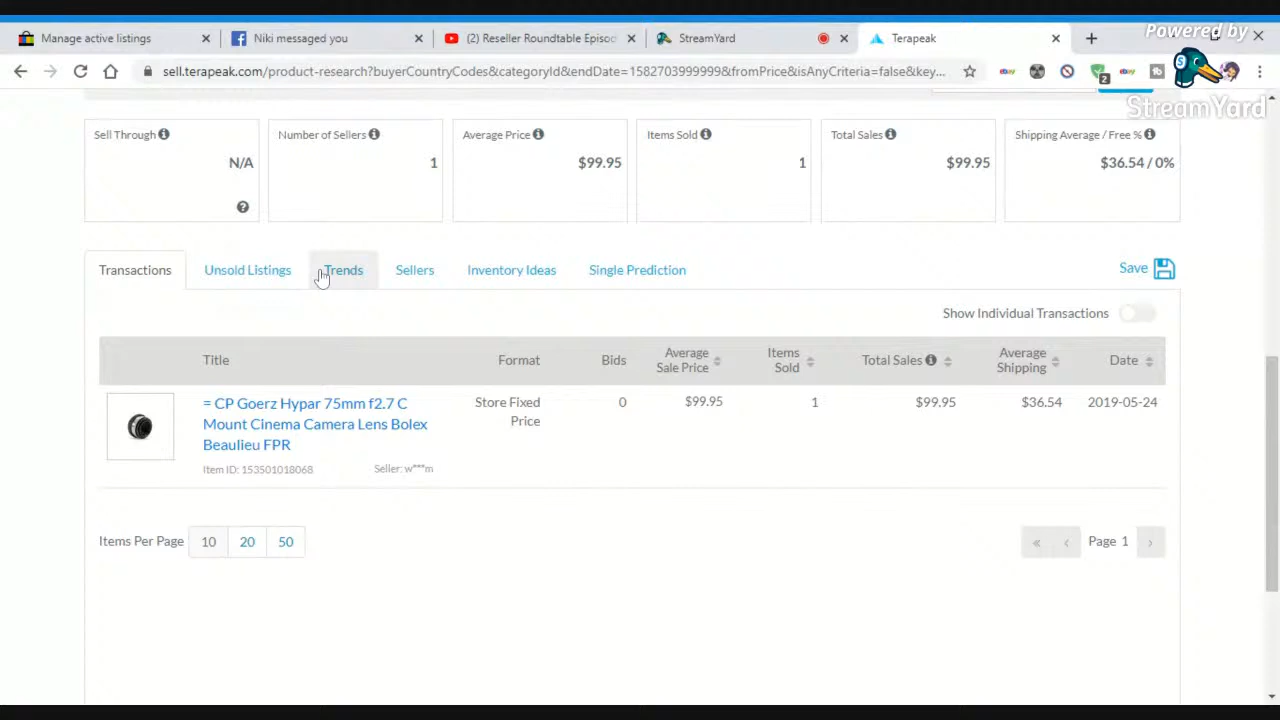 Manage active listings
Niki messaged you
(2) Reseller Roundtable Episod
StreamYard
Terapeak
Powered by
StreamYard
sell.terapeak.com/product-research?buyerCountryCode&categoryId&endDate=1582703999999&fromPrice&isAnyCriteria=false&key...
2
Sell Through
N/A
Number of Sellers
1
Average Price
$99.95
Items Sold
1
Total Sales
$99.95
Shipping Average / Free %
$36.54 / 0%
Transactions
Unsold Listings
Trends
Sellers
Inventory Ideas
Single Prediction
Save
Show Individual Transactions
Title
Format
Bids
Average
Sale Price
Items
Sold
Total Sales
Average
Shipping
Date
= CP Goerz Hypar 75mm f2.7 C
Mount Cinema Camera Lens Bolex
Beaulieu FPR
Item ID: 153501018068
Seller: w***m
Store Fixed
Price
0
$99.95
1
$99.95
$36.54
2019-05-24
Items Per Page
10
20
50
« ‹ Page 1 ›